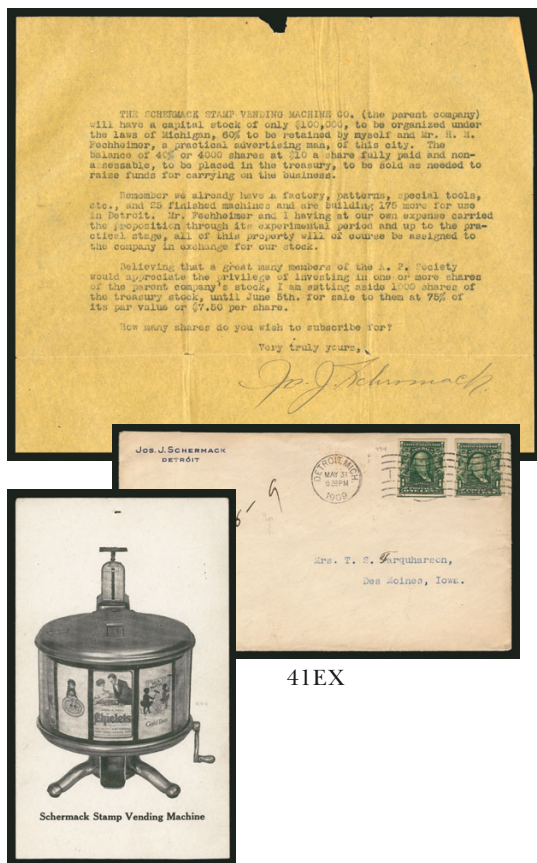 THE SCHERMACK STAMP VENDING MACHINE CO. (the parent company)
will have a capital stock of only $100,000, to be organized under
the laws of Michigan, 60% to be retained by myself and Mr. H. M.
Fechheimer, a practical advertising man, of this city. The
balance of 40% or 4000 shares at $10 a share fully paid and non-
assessable, to be placed in the treasury, to be sold as needed to
raise funds for carrying on the business.
Remember we already have a factory, patterns, special tools,
etc., and 25 finished machines and are building 175 more for use
in Detroit. Mr. Fechheimer and I having at our own expense carried
the proposition through its experimental period and up to the pra-
ctical stage, all of this property will of course be assigned to
the company in exchange for our stock.
Believing that a great many members of the A. P. Society
would appreciate the privilege of investing in one or more shares
of the parent company's stock, I am setting aside 1000 shares of
the treasury stock, until June 5th. for sale to them at 75% of
its par value or $7.50 per share.
How many shares do you wish to subscribe for?
Very truly yours,
Jos. J. Schermack.
JOS. J. SCHERMACK
DETROIT
DETROIT, MICH.
MAY 31
1909
Mrs. T. S. Farquharson,
Des Moines, Iowa.
Chiclets
Gold Dust
Schermack Stamp Vending Machine
41EX